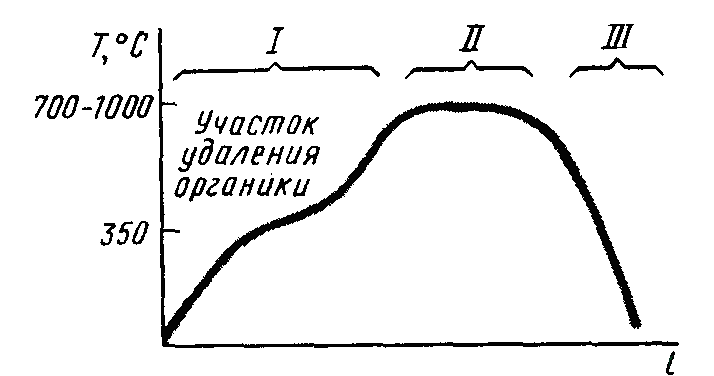 T,°C
I
II
III
700-1000
Участок
удаления
органики
350
l